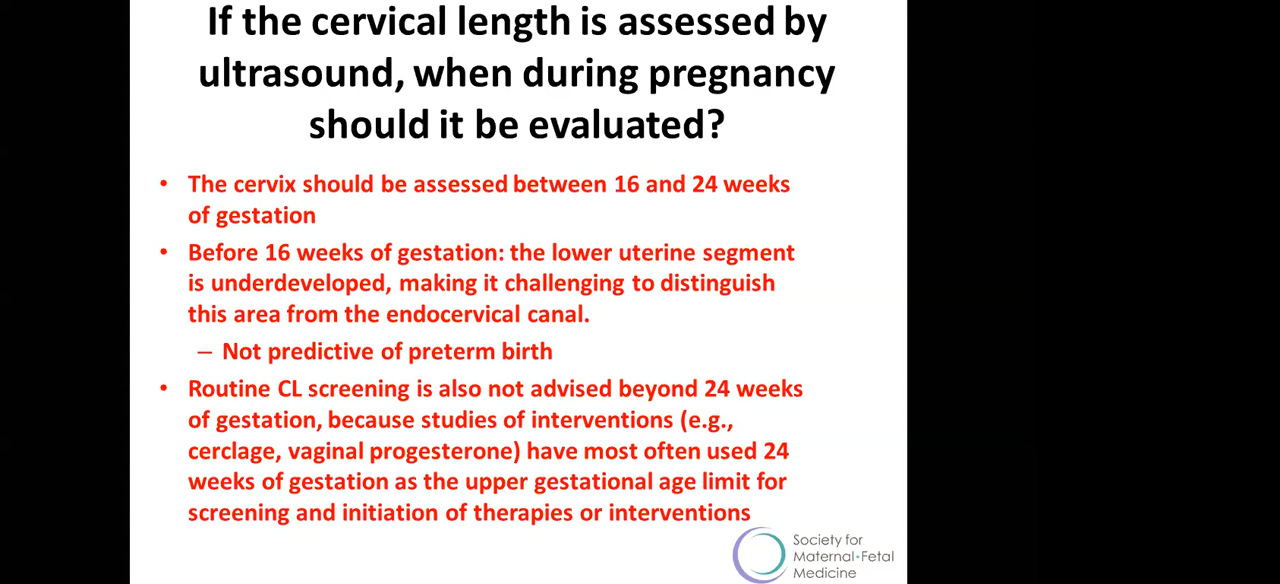 If the cervical length is assessed by
ultrasound, when during pregnancy
should it be evaluated?
• The cervix should be assessed between 16 and 24 weeks
of gestation
• Before 16 weeks of gestation: the lower uterine segment
is underdeveloped, making it challenging to distinguish
this area from the endocervical canal.
– Not predictive of preterm birth
• Routine CL screening is also not advised beyond 24 weeks
of gestation, because studies of interventions (e.g.,
cerclage, vaginal progesterone) have most often used 24
weeks of gestation as the upper gestational age limit for
screening and initiation of therapies or interventions
Society for
Maternal•Fetal
Medicine